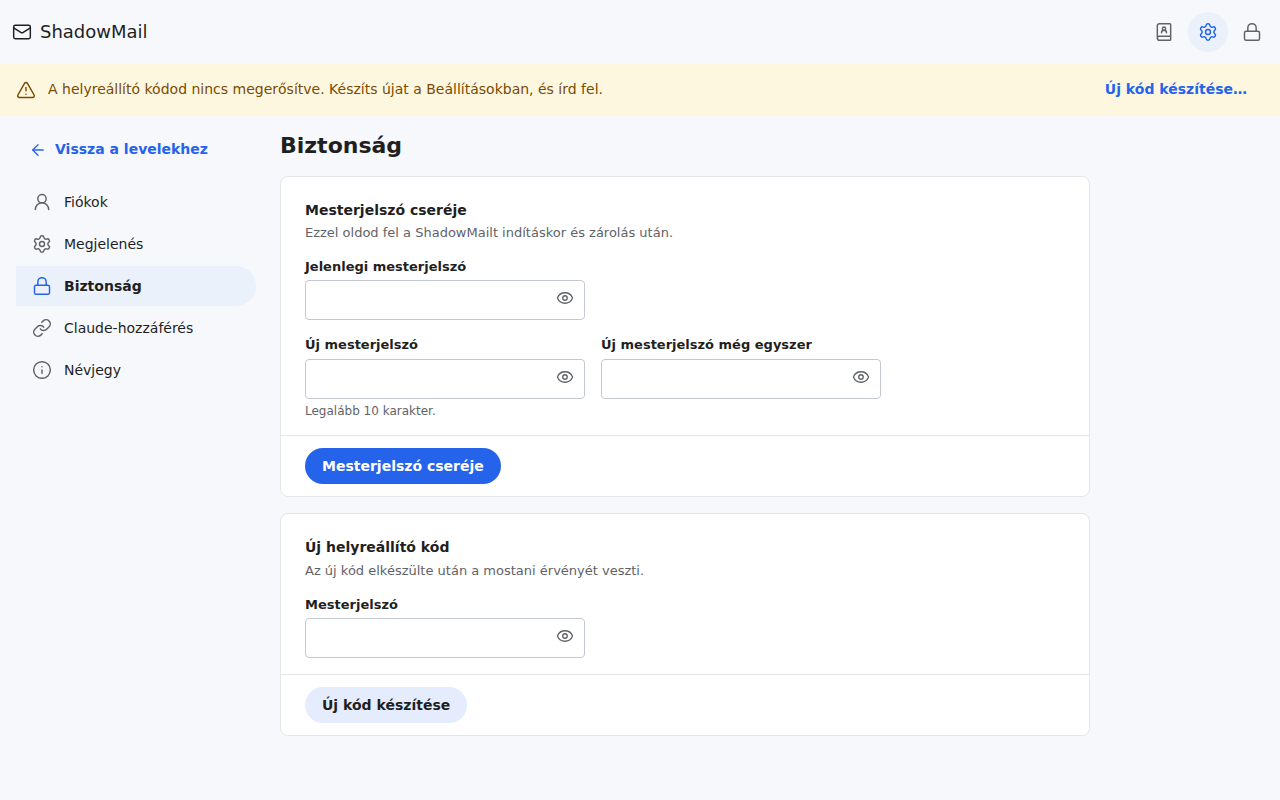 ShadowMail
A helyreállító kódod nincs megerősítve. Készíts újat a Beállításokban, és írd fel.
Új kód készítése…
Vissza a levelekhez
Fiókok
Megjelenés
Biztonság
Claude-hozzáférés
Névjegy
Biztonság
Mesterjelszó cseréje
Ezzel oldod fel a ShadowMailt indításkor és zárolás után.
Jelenlegi mesterjelszó
Új mesterjelszó
Új mesterjelszó még egyszer
Legalább 10 karakter.
Mesterjelszó cseréje
Új helyreállító kód
Az új kód elkészülte után a mostani érvényét veszti.
Mesterjelszó
Új kód készítése